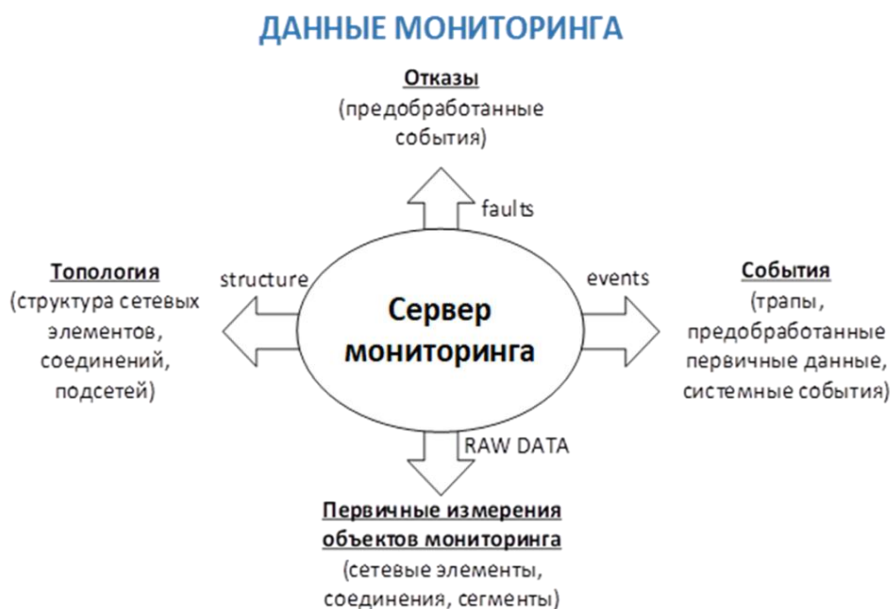 ДАННЫЕ МОНИТОРИНГА
Отказы
(предобработанные
события)
faults
Топология
(структура сетевых
элементов,
соединений,
подсетей)
structure
Сервер
мониторинга
events
События
(трапы,
предобработанные
первичные данные,
системные события)
RAW DATA
Первичные измерения
объектов мониторинга
(сетевые элементы,
соединения, сегменты)